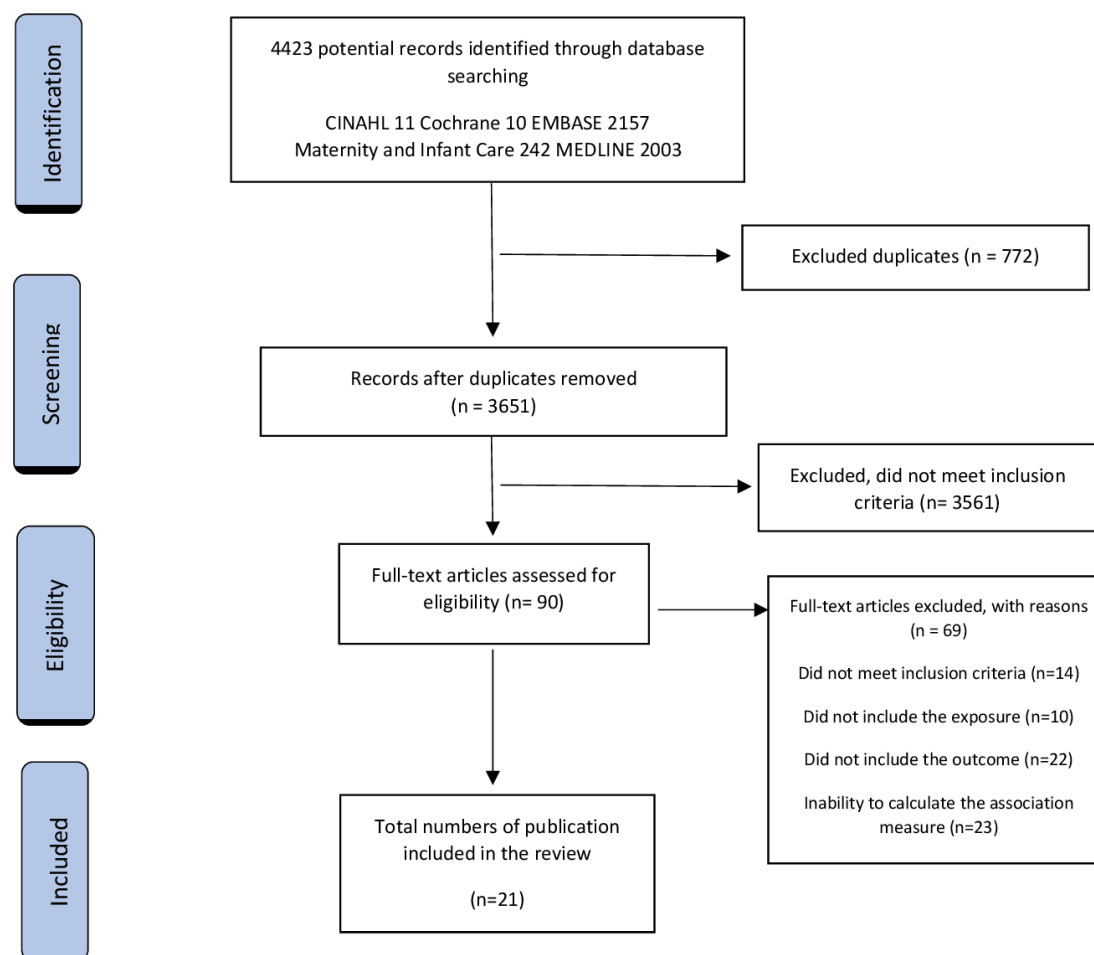 Identification
4423 potential records identified through database
searching
CINAHL 11 Cochrane 10 EMBASE 2157
Maternity and Infant Care 242 MEDLINE 2003
Excluded duplicates (n = 772)
Screening
Records after duplicates removed
(n = 3651)
Excluded, did not meet inclusion
criteria (n= 3561)
Eligibility
Full-text articles assessed for
eligibility (n= 90)
Full-text articles excluded, with reasons
(n = 69)
Did not meet inclusion criteria (n=14)
Did not include the exposure (n=10)
Did not include the outcome (n=22)
Inability to calculate the association
measure (n=23)
Included
Total numbers of publication
included in the review
(n=21)